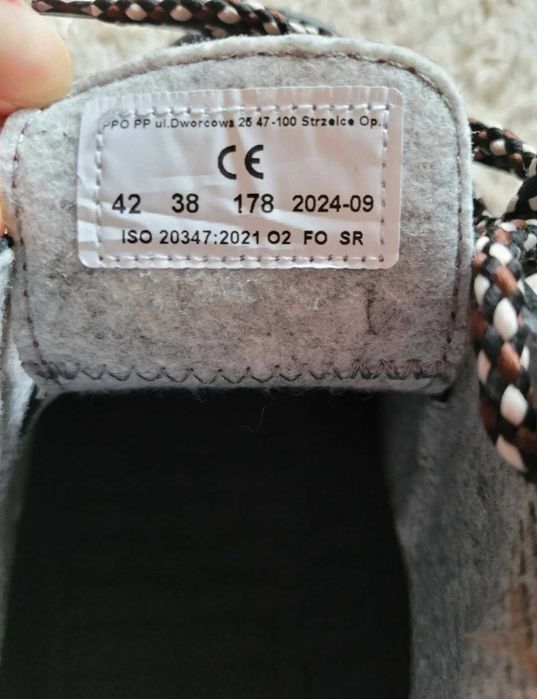 PPO PP ul.Dworcowa 26 47-100 Strzelce Op.
CE
42 38 178 2024-09
ISO 20347:2021 O2 FO SR